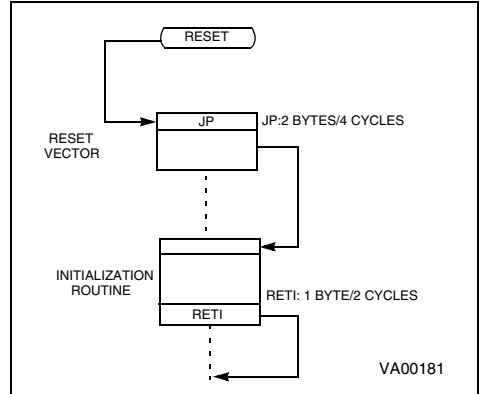 RESET
JP
JP:2 BYTES/4 CYCLES
RESET
VECTOR
INITIALIZATION
ROUTINE
RETI: 1 BYTE/2 CYCLES
RETI
VA00181